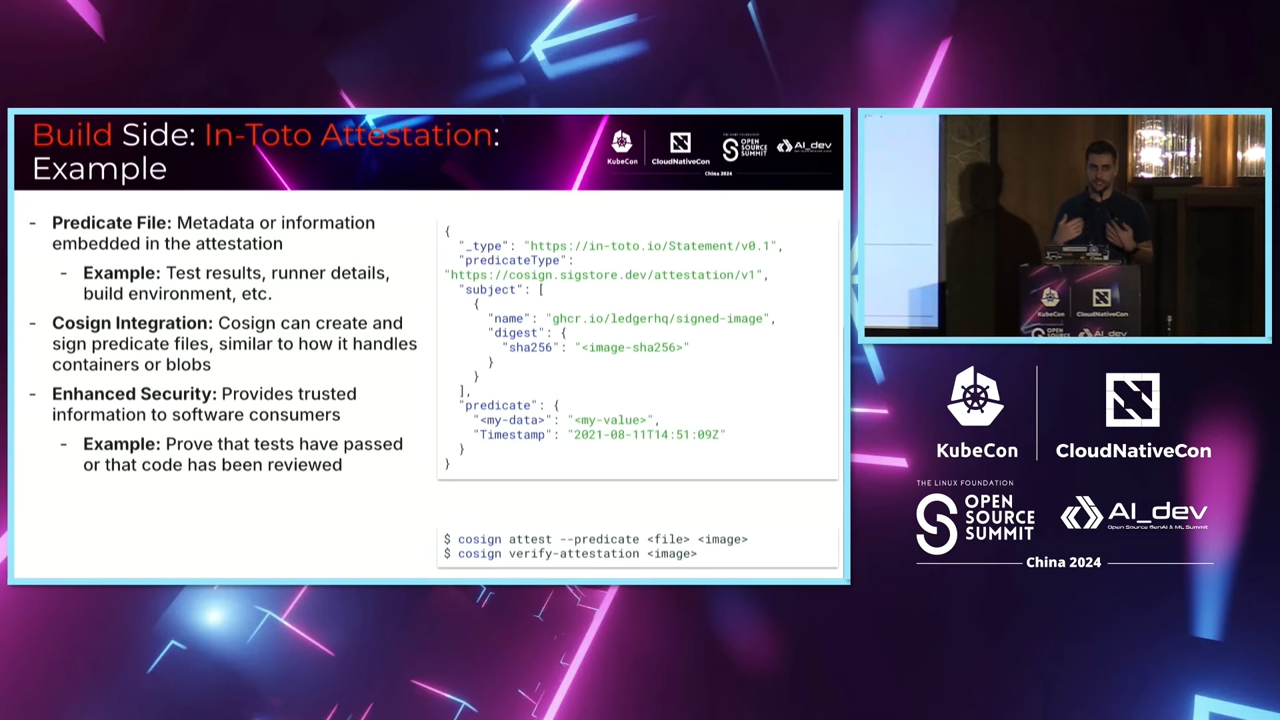 Build Side: In-Toto Attestation:
Example
KubeCon
CloudNativeCon
OPEN
SOURCE
SUMMIT
AI_dev
China 2024
- Predicate File: Metadata or information
embedded in the attestation
- Example: Test results, runner details,
build environment, etc.
- Cosign Integration: Cosign can create and
sign predicate files, similar to how it handles
containers or blobs
- Enhanced Security: Provides trusted
information to software consumers
- Example: Prove that tests have passed
or that code has been reviewed
{
"_type": "https://in-toto.io/Statement/v0.1",
"predicateType":
"https://cosign.sigstore.dev/attestation/v1",
"subject": [
{
"name": "ghcr.io/ledgerhq/signed-image",
"digest": {
"sha256": "<image-sha256>"
}
}
],
"predicate": {
"<my-data>": "<my-value>",
"Timestamp": "2021-08-11T14:51:09Z"
}
}
$ cosign attest --predicate <file> <image>
$ cosign verify-attestation <image>
KubeCon
CloudNativeCon
KubeCon
CloudNativeCon
THE LINUX FOUNDATION
OPEN
SOURCE
SUMMIT
AI_dev
Open Source GenAI & ML Summit
China 2024